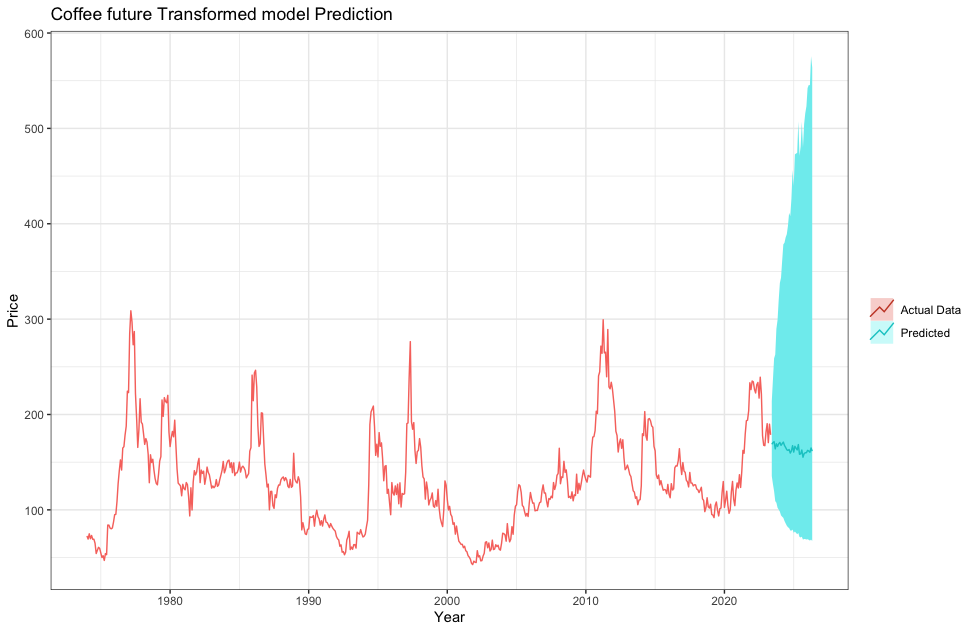 Coffee future Transformed model Prediction
600
500
400
300
200
100
Price
1980
1990
2000
2010
2020
Year
Actual Data
Predicted